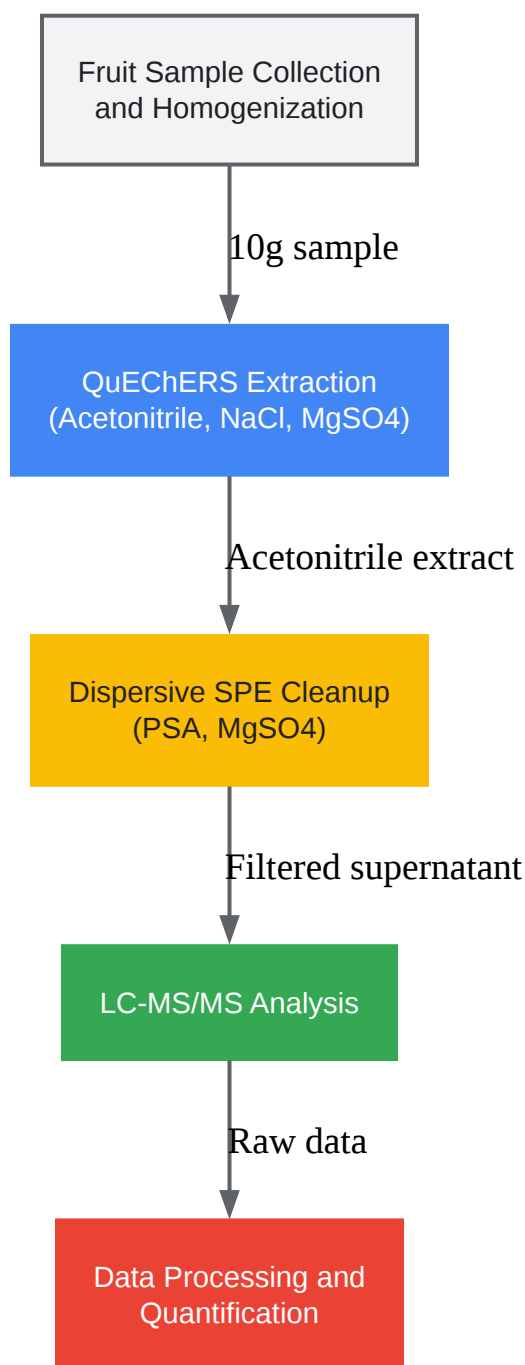 Fruit Sample Collection
and Homogenization
10g sample
QuEChERS Extraction
(Acetonitrile, NaCl, MgSO4)
Acetonitrile extract
Dispersive SPE Cleanup
(PSA, MgSO4)
Filtered supernatant
LC-MS/MS Analysis
Raw data
Data Processing and
Quantification